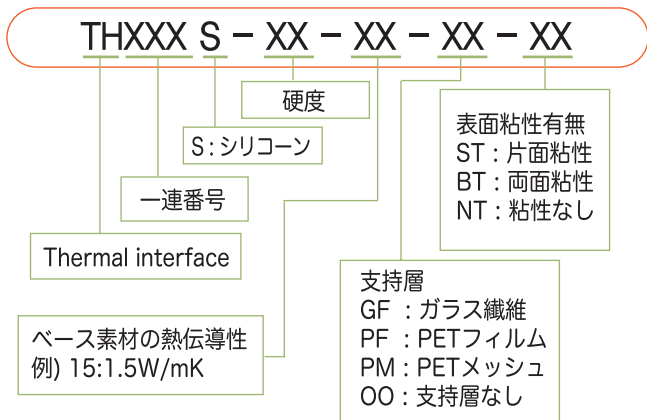 THXXX S – XX – XX – XX – XX
硬度
S:シリコーン
一連番号
Thermal interface
ベース素材の熱伝導性
例) 15:1.5W/mK
支持層
GF : ガラス繊維
PF : PETフィルム
PM : PETメッシュ
OO : 支持層なし
表面粘性有無
ST : 片面粘性
BT : 両面粘性
NT : 粘性なし